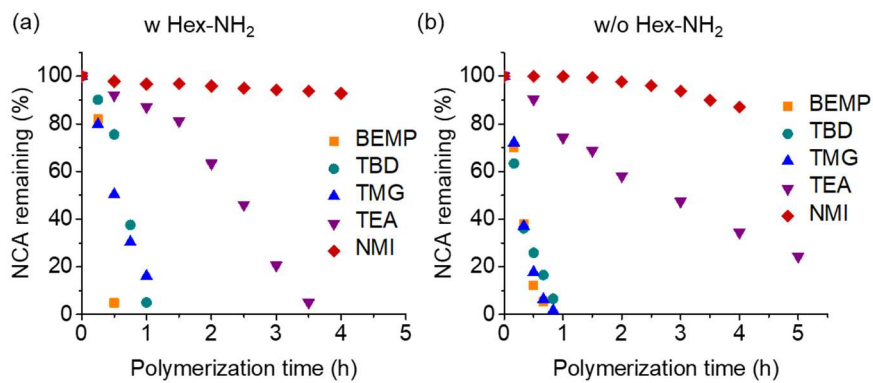 (a) w Hex-NH₂
100
80
60
40
20
0
NCA remaining (%)
BEMP
TBD
TMG
TEA
NMI
0 1 2 3 4 5
Polymerization time (h)
(b) w/o Hex-NH₂
100
80
60
40
20
0
NCA remaining (%)
BEMP
TBD
TMG
TEA
NMI
0 1 2 3 4 5
Polymerization time (h)